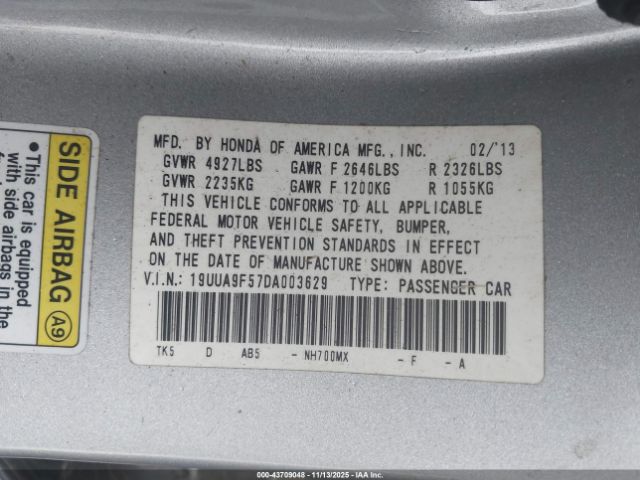 MFD. BY HONDA OF AMERICA MFG., INC. 02/'13
GVWR 4927LBS GAWR F 2646LBS R 2326LBS
GVWR 2235KG GAWR F 1200KG R 1055KG
THIS VEHICLE CONFORMS TO ALL APPLICABLE
FEDERAL MOTOR VEHICLE SAFETY, BUMPER,
AND THEFT PREVENTION STANDARDS IN EFFECT
ON THE DATE OF MANUFACTURE SHOWN ABOVE.
V.I.N.: 19UUA9F57DA003629 TYPE: PASSENGER CAR
TK5 D AB5 - NH700MX - F - A
SIDE AIRBAG A9
•This car is equipped
with side airbags in the
000-43709048 - 11/13/2025 - IAAI.COM